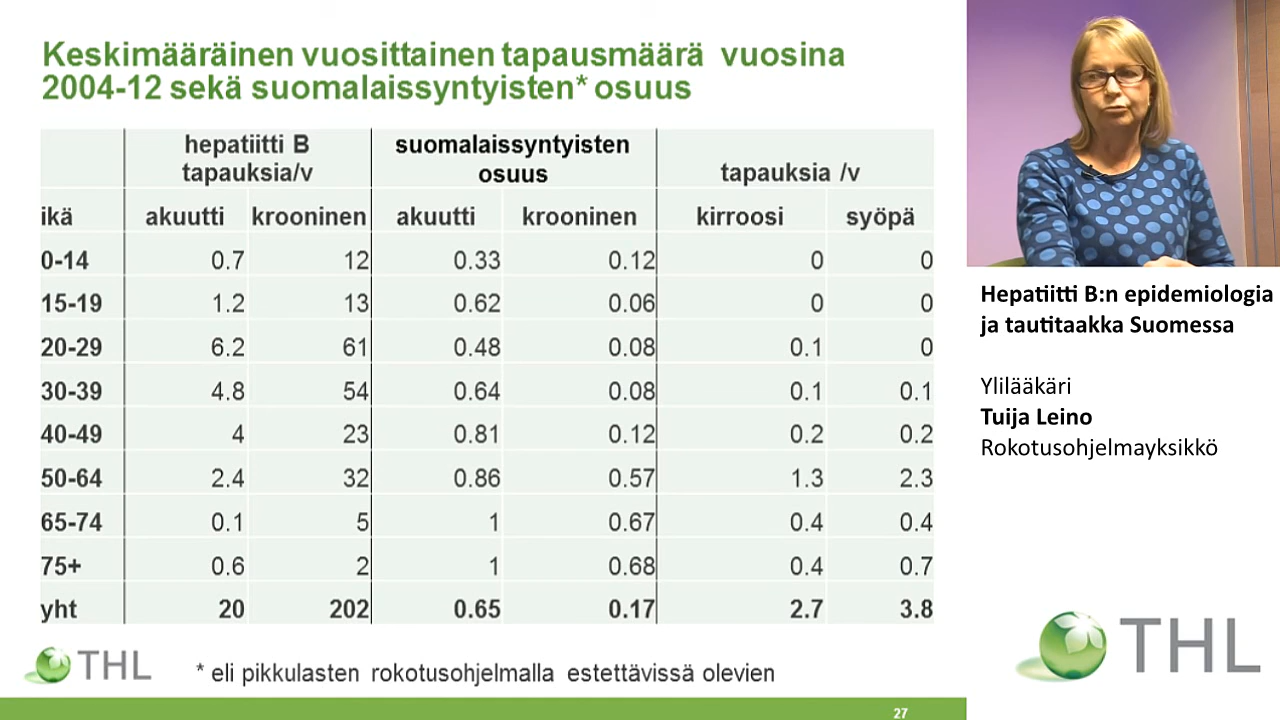 Keskimääräinen vuosittainen tapausmäärä vuosina
2004-12 sekä suomalaissyntyisten* osuus
hepatiitti B tapauksia/v suomalaissyntyisten osuus tapauksia /v
ikä akuutti krooninen akuutti krooninen kirroosi syöpä
0-14 0.7 12 0.33 0.12 0 0
15-19 1.2 13 0.62 0.06 0 0
20-29 6.2 61 0.48 0.08 0.1 0
30-39 4.8 54 0.64 0.08 0.1 0.1
40-49 4 23 0.81 0.12 0.2 0.2
50-64 2.4 32 0.86 0.57 1.3 2.3
65-74 0.1 5 1 0.67 0.4 0.4
75+ 0.6 2 1 0.68 0.4 0.7
yht 20 202 0.65 0.17 2.7 3.8
THL
* eli pikkulasten rokotusohjelmalla estettävissä olevien
27
Hepatiitti B:n epidemiologia
ja tautitaakka Suomessa
Ylilääkäri
Tuija Leino
Rokotusohjelmayksikkö
THL